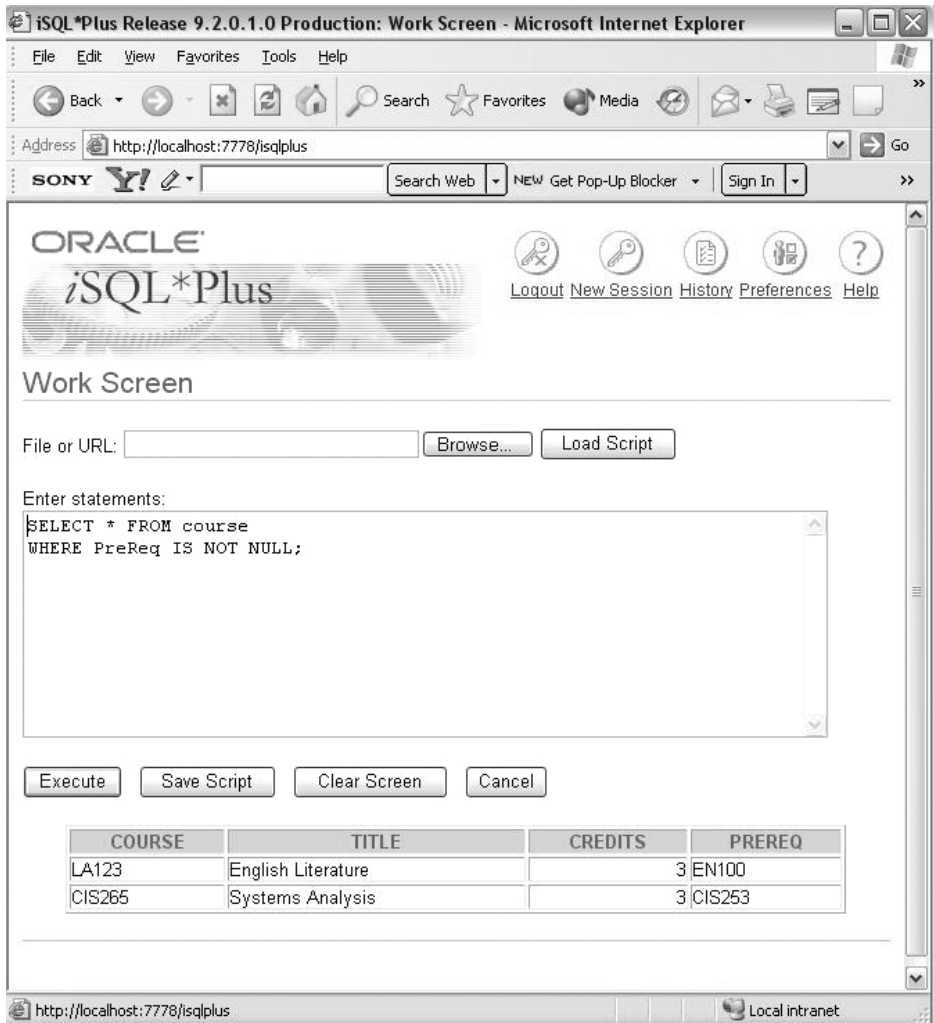 iSQL*Plus Release 9.2.0.1.0 Production: Work Screen - Microsoft Internet Explorer
File Edit View Favorites Tools Help
Back Search Favorites Media
Address http://localhost:7778/isqlplus Go
SONY Y! Search Web NEW Get Pop-Up Blocker Sign In
ORACLE
iSQL*Plus
Logout New Session History Preferences Help
Work Screen
File or URL: Browse... Load Script
Enter statements:
SELECT * FROM course
WHERE PreReq IS NOT NULL;
Execute Save Script Clear Screen Cancel
COURSE TITLE CREDITS PREREQ
LA123 English Literature 3 EN100
CIS265 Systems Analysis 3 CIS253
http://localhost:7778/isqlplus Local intranet